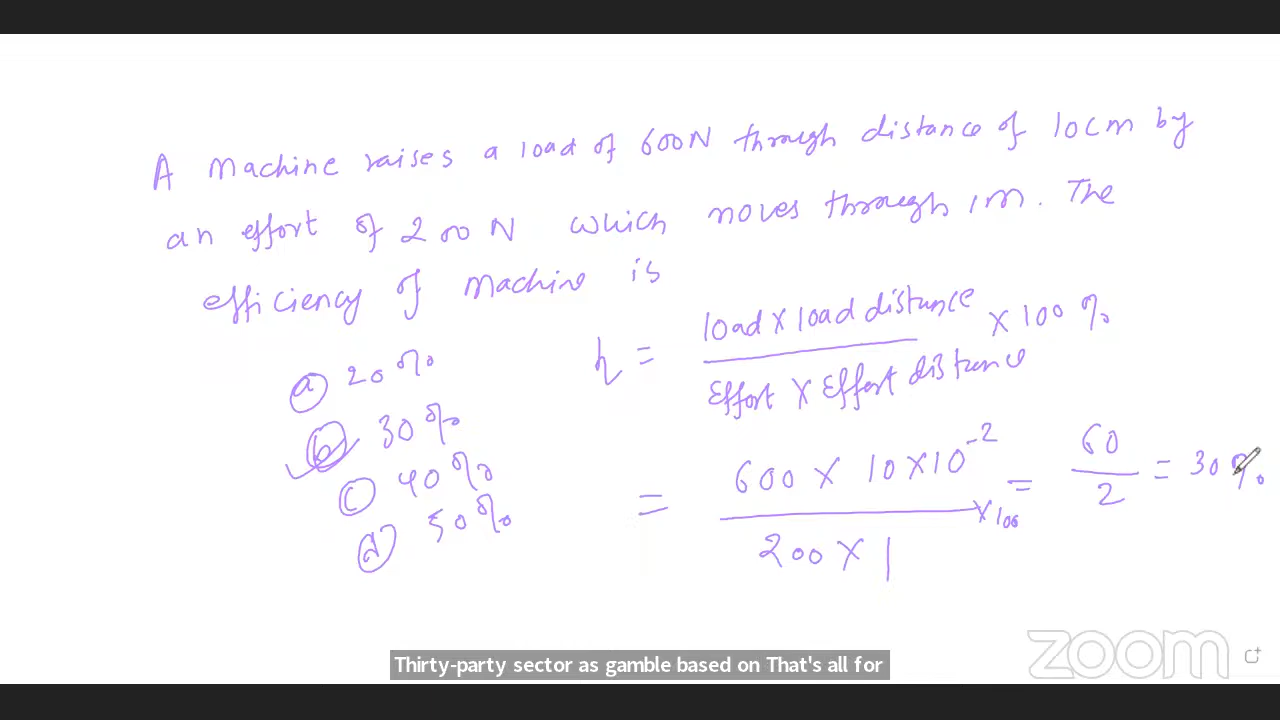 A Machine raises a load of 600N through distance of 10cm by
an effort of 200 N which moves through 1m. The
efficiency of Machine is
η = load X load distance / Effort X Effort distance X 100 %
(a) 20%
(b) 30%
(c) 40%
(d) 50%
= 600 X 10 X 10^-2 / 200 X 1 X 100 = 60 / 2 = 30%
Thirty-party sector as gamble based on That's all for
zoom